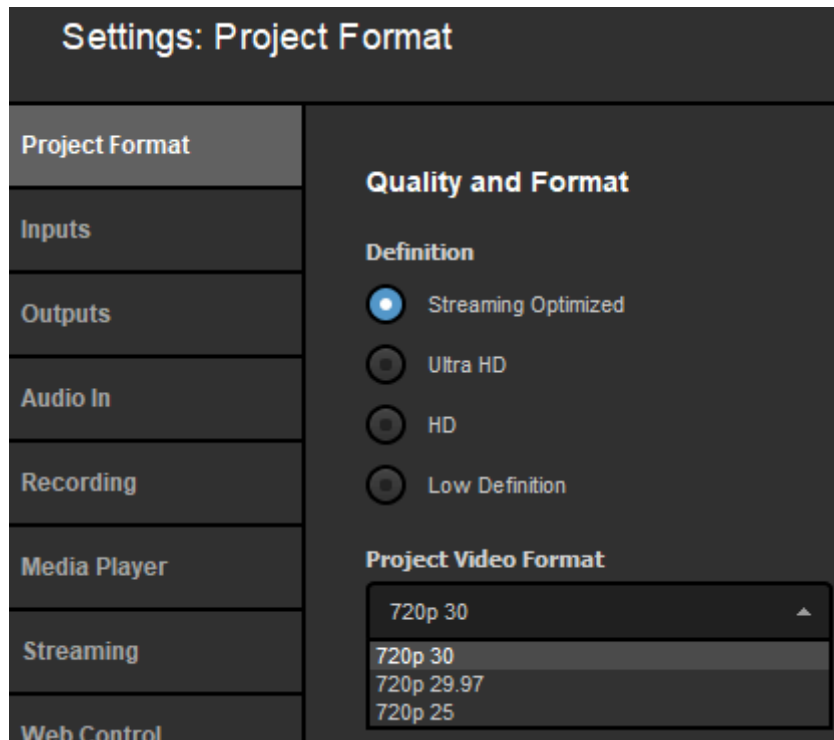 Settings: Project Format
Project Format
Inputs
Outputs
Audio In
Recording
Media Player
Streaming
Web Control
Quality and Format
Definition
Streaming Optimized
Ultra HD
HD
Low Definition
Project Video Format
720p 30
720p 30
720p 29.97
720p 25